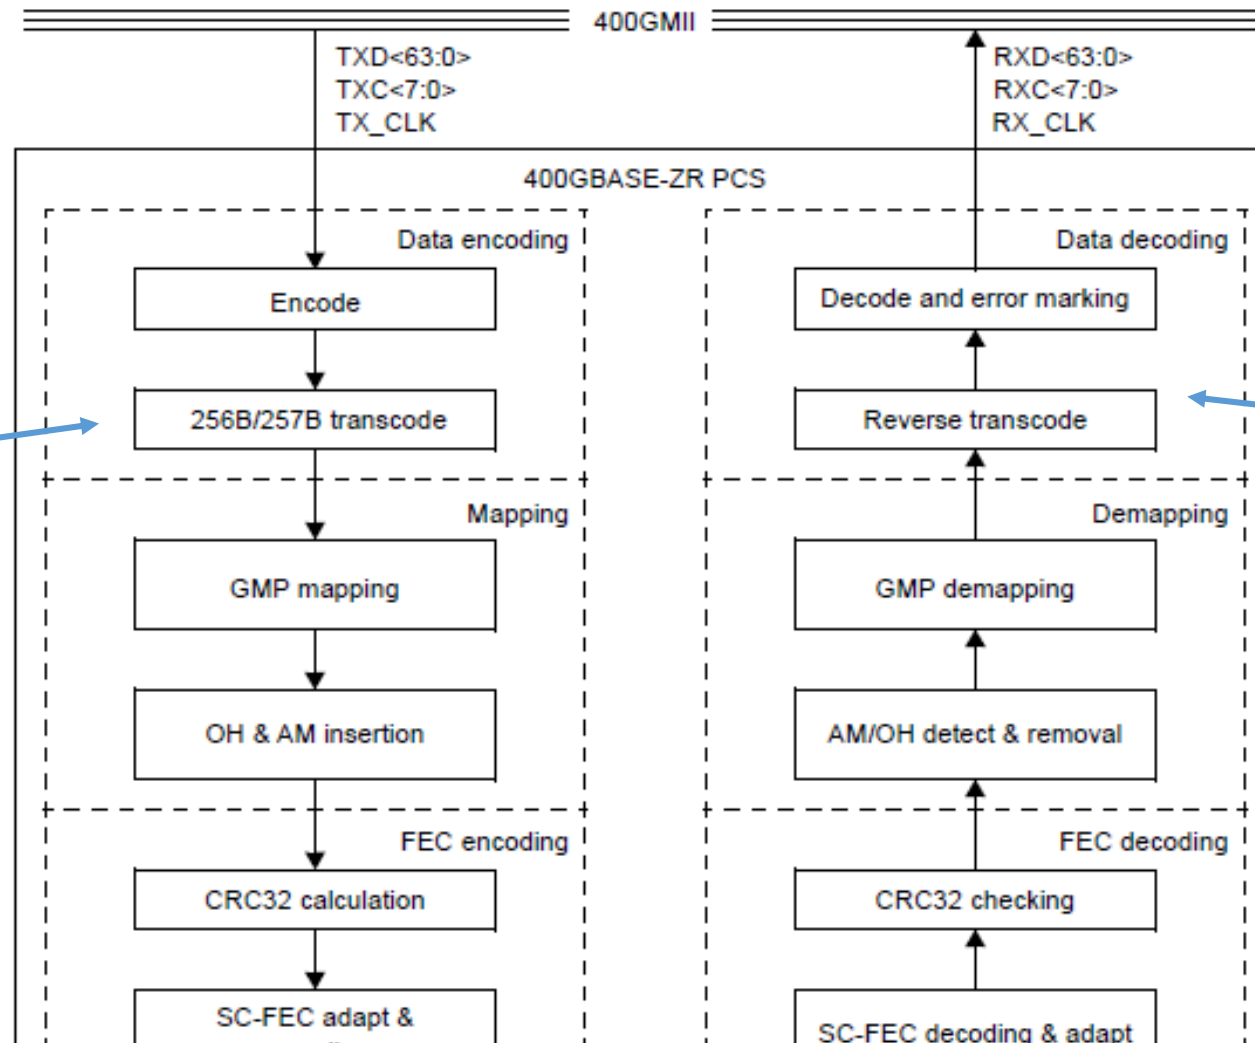 400GMII
TXD<63:0>
TXC<7:0>
TX_CLK
RXD<63:0>
RXC<7:0>
RX_CLK
400GBASE-ZR PCS
Data encoding
Encode
256B/257B transcode
Mapping
GMP mapping
OH & AM insertion
FEC encoding
CRC32 calculation
SC-FEC adapt &
Data decoding
Decode and error marking
Reverse transcode
Demapping
GMP demapping
AM/OH detect & removal
FEC decoding
CRC32 checking
SC-FEC decoding & adapt